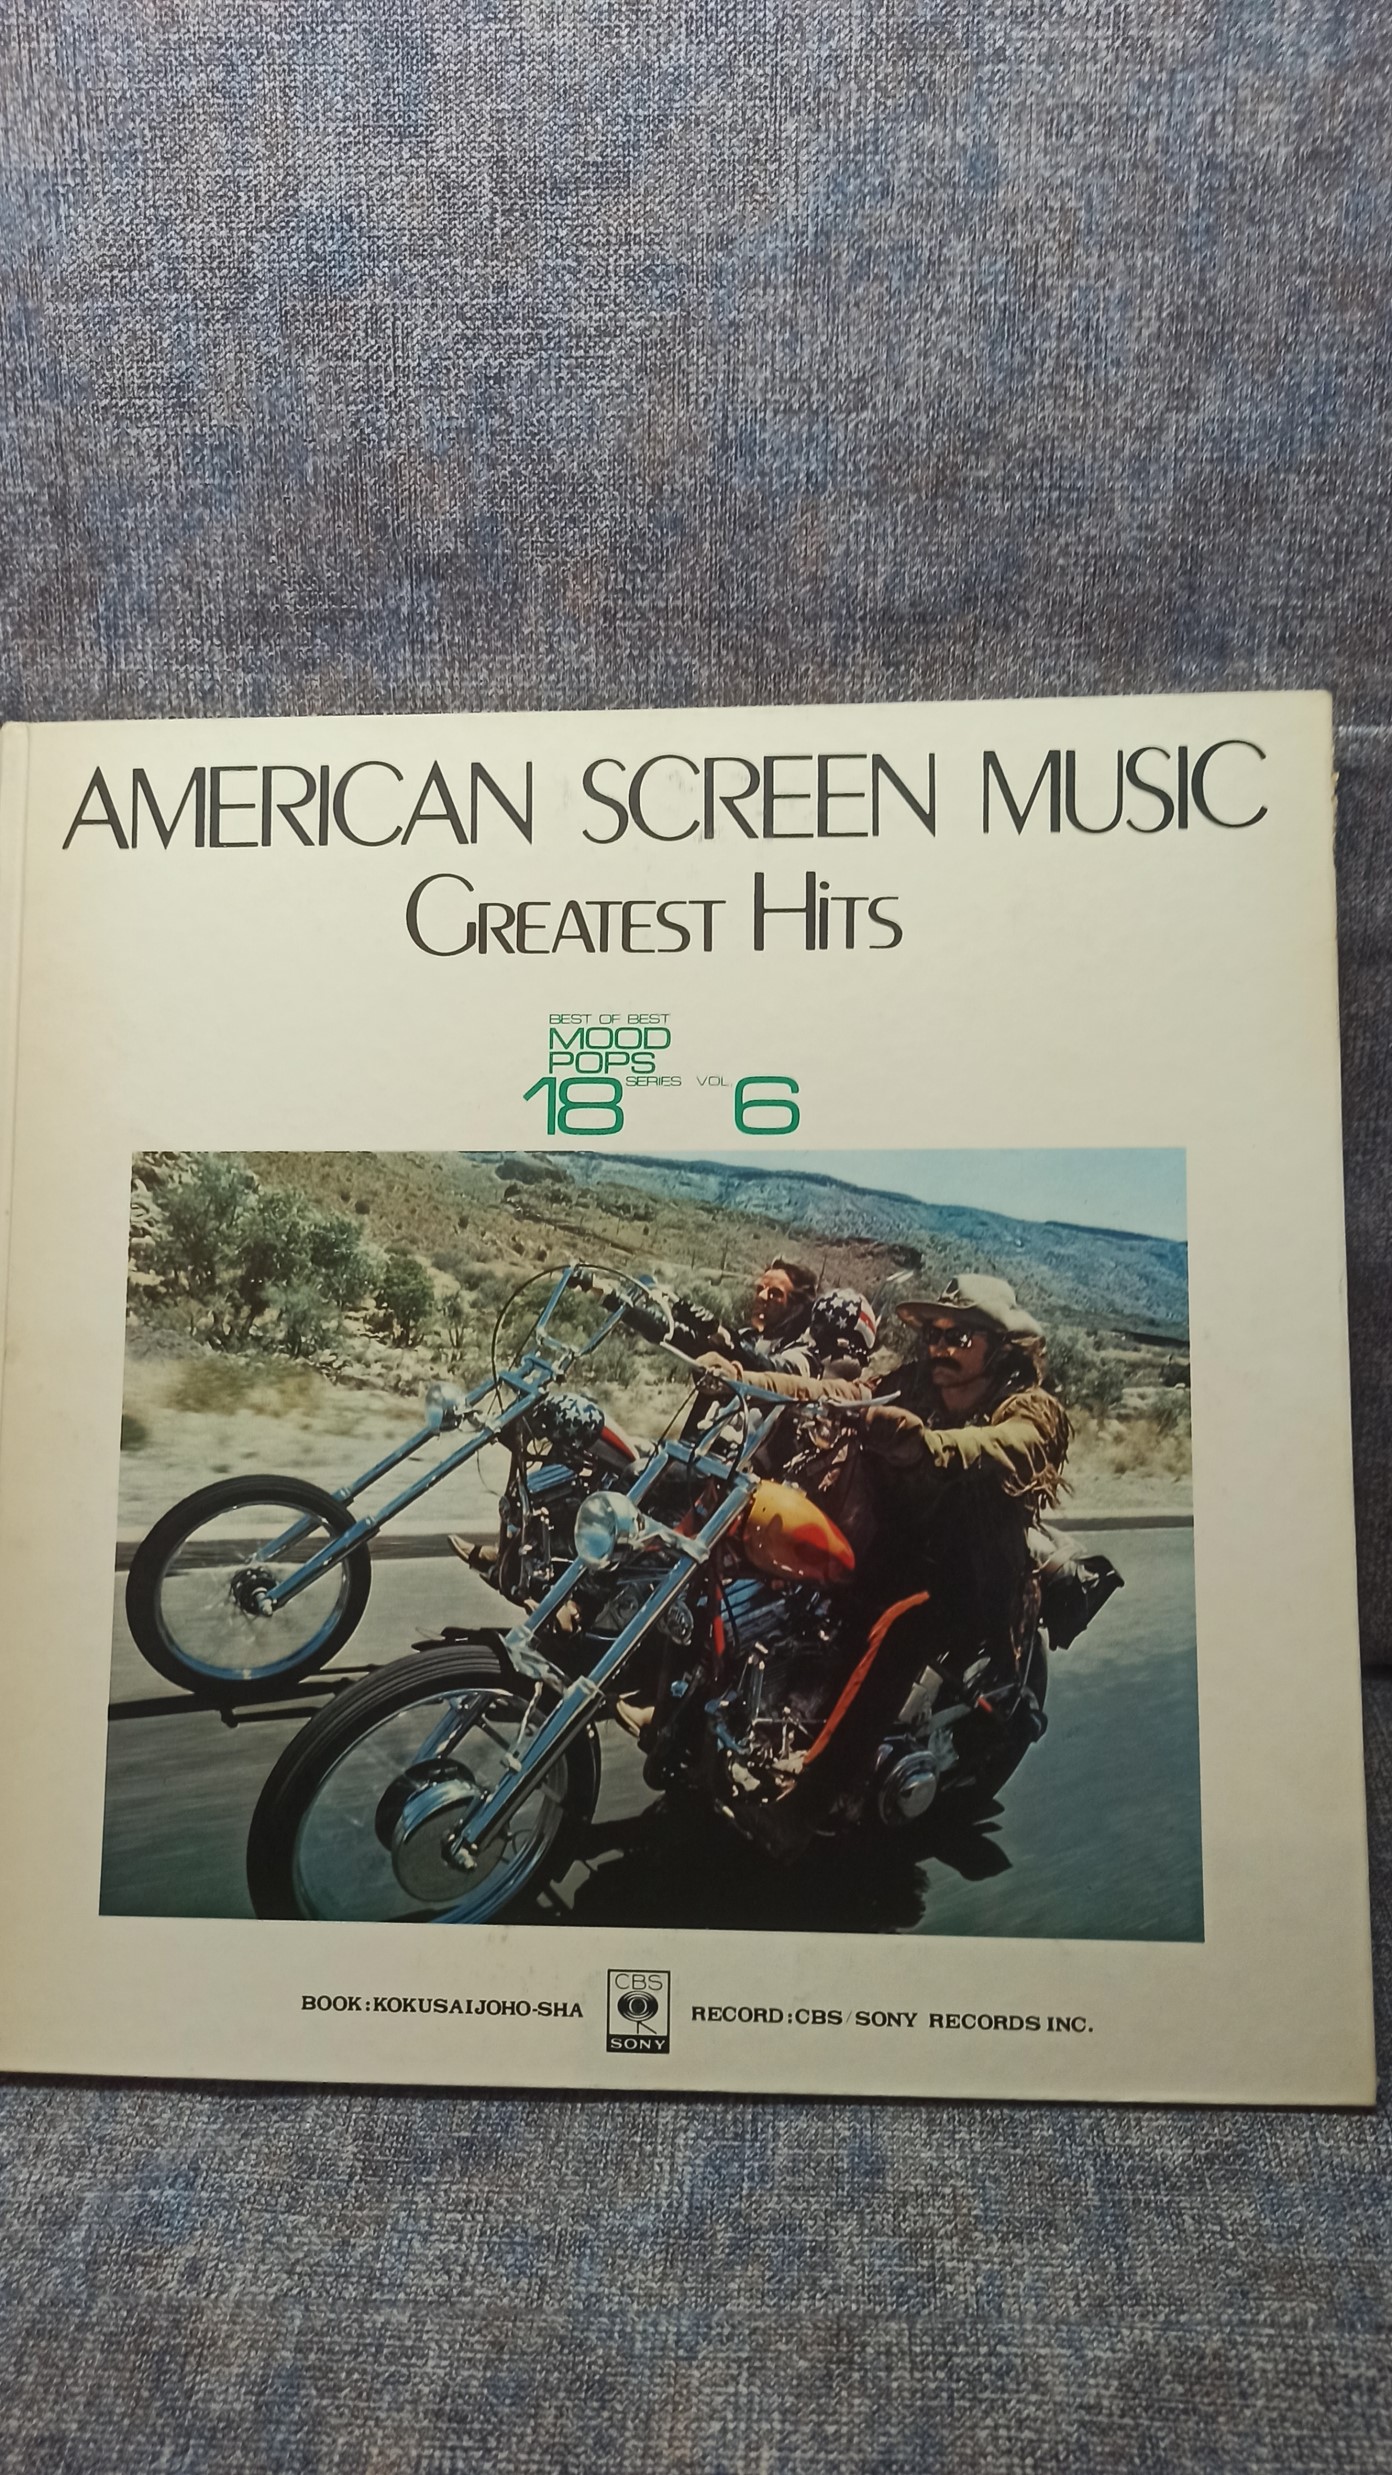 AMERICAN SCREEN MUSIC
GREATEST HiTS
BEST OF BEST
MOOD
POPS
18 SERIES VOL. 6
CBS
SONY
BOOK:KOKUSAIJOHO-SHA
RECORD:CBS/SONY RECORDS INC.